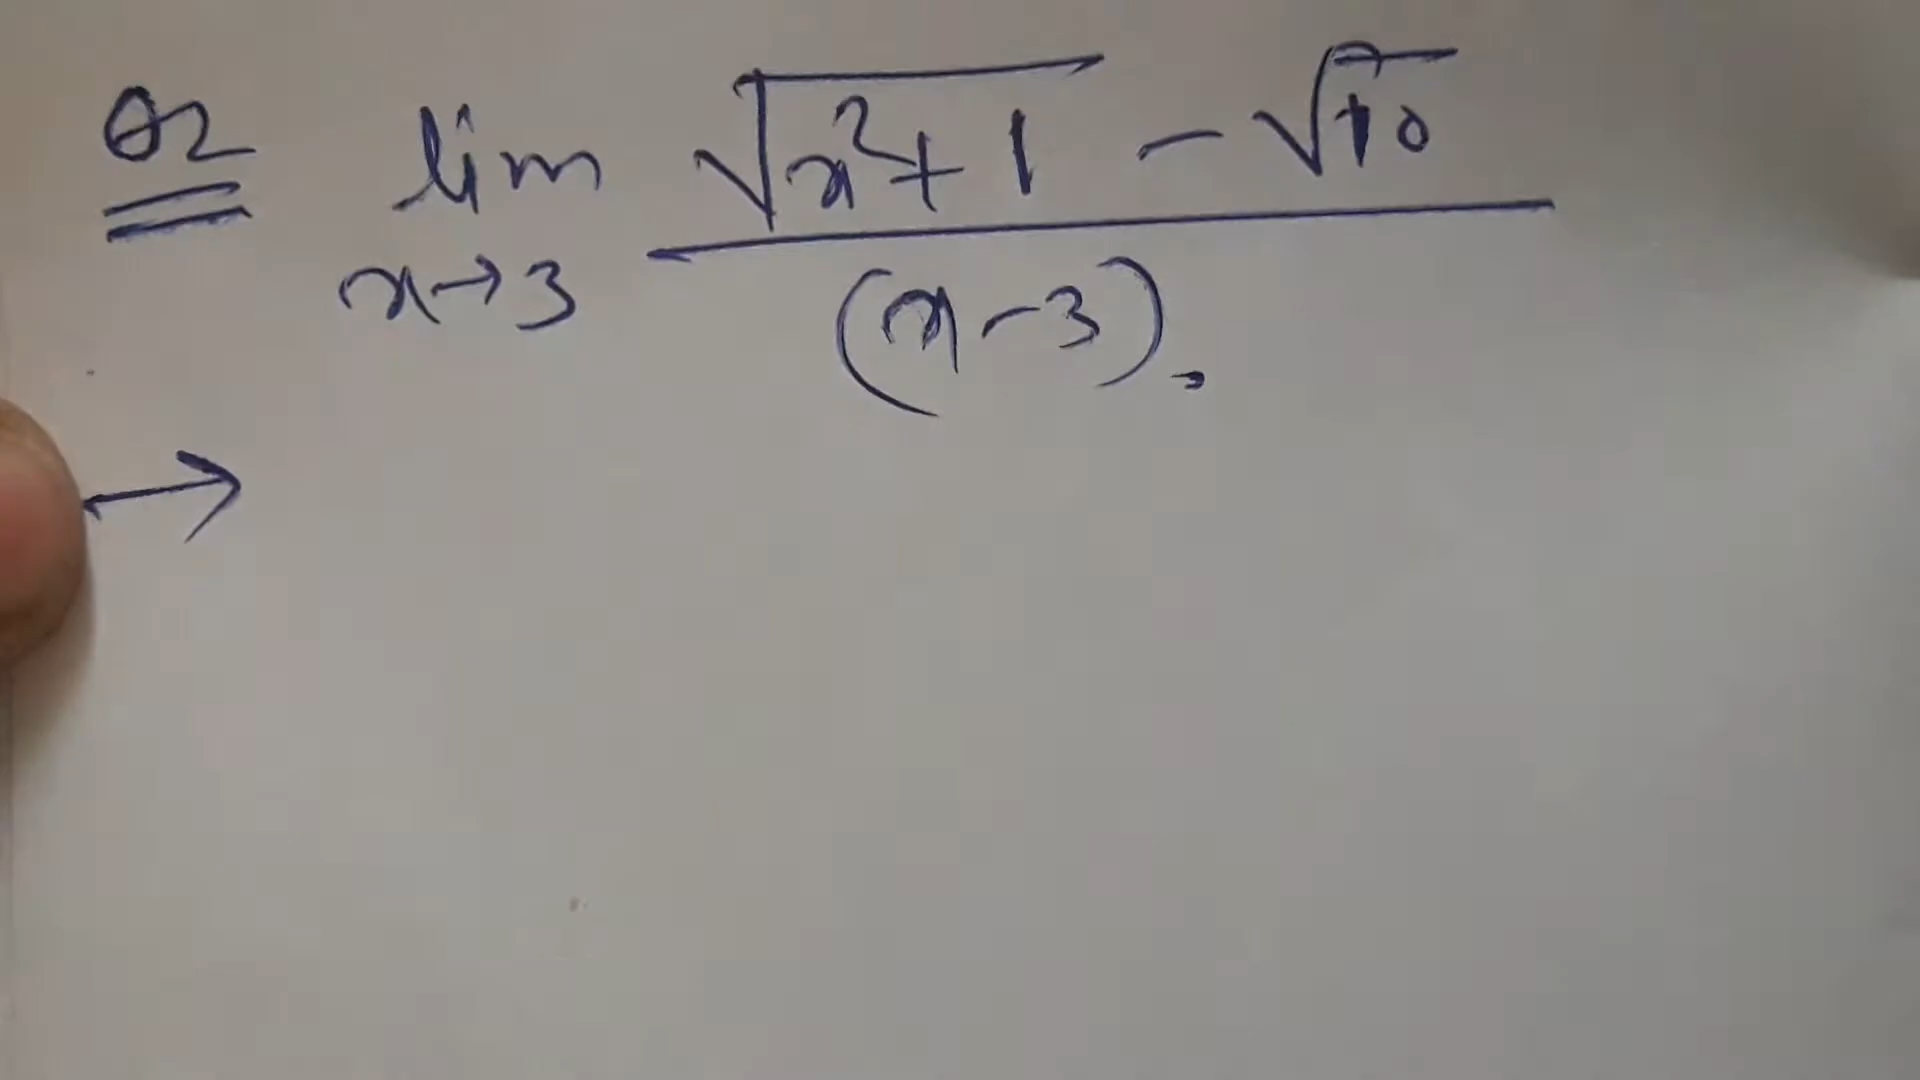 Q2 lim √(x²+1) - √10
x→3 (x-3).
→